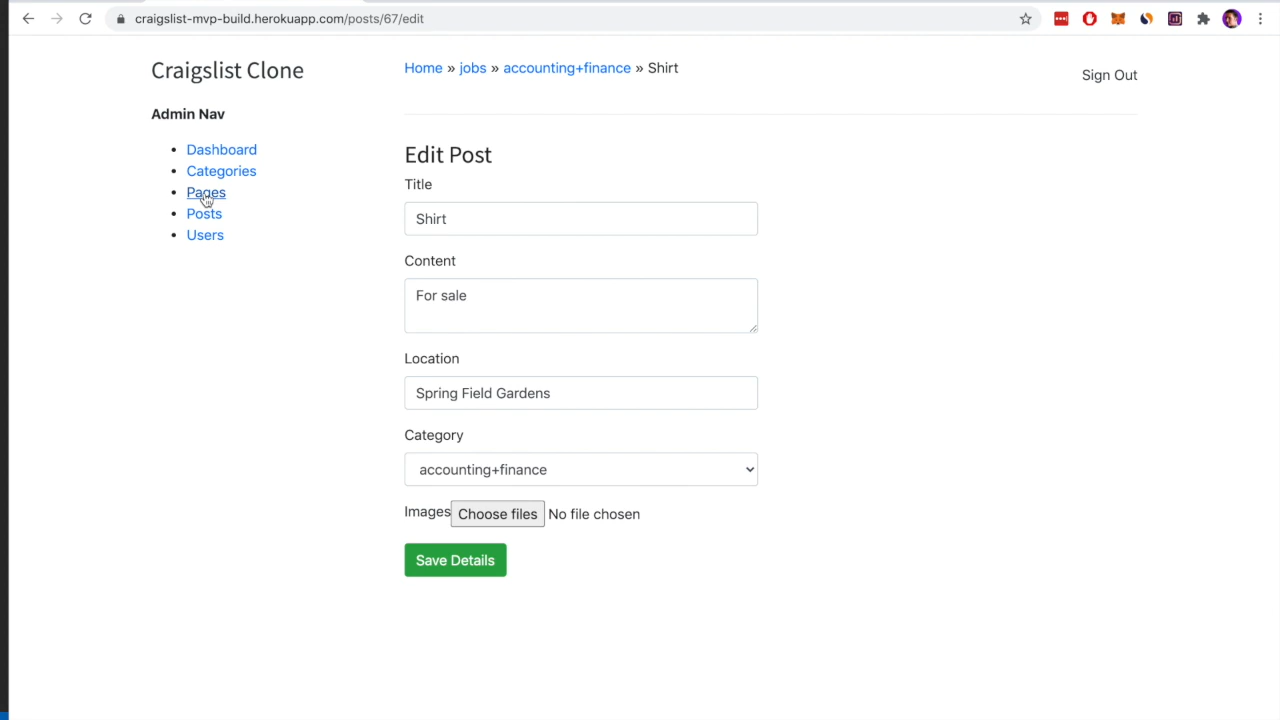 craigslist-mvp-build.herokuapp.com/posts/67/edit
Craigslist Clone
Home » jobs » accounting+finance » Shirt
Sign Out
Admin Nav
Dashboard
Categories
Pages
Posts
Users
Edit Post
Title
Shirt
Content
For sale
Location
Spring Field Gardens
Category
accounting+finance
Images Choose files No file chosen
Save Details